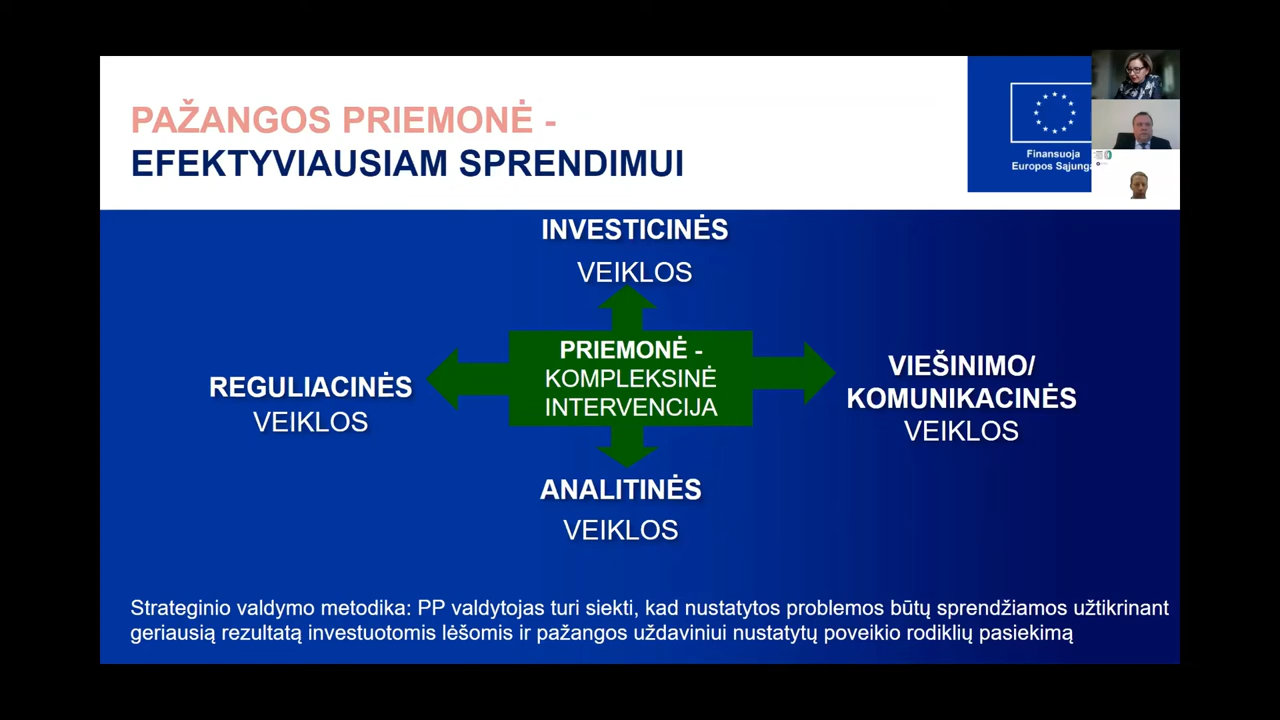 PAŽANGOS PRIEMONĖ -
EFEKTYVIAUSIAM SPRENDIMUI
Finansuoja
Europos Sąjunga
INVESTICINĖS
VEIKLOS
PRIEMONĖ -
KOMPLEKSINĖ
INTERVENCIJA
REGULIACINĖS
VEIKLOS
VIEŠINIMO/
KOMUNIKACINĖS
VEIKLOS
ANALITINĖS
VEIKLOS
Strateginio valdymo metodika: PP valdytojas turi siekti, kad nustatytos problemos būtų sprendžiamos užtikrinant
geriausią rezultatą investuotomis lėšomis ir pažangos uždaviniui nustatytų poveikio rodiklių pasiekimą